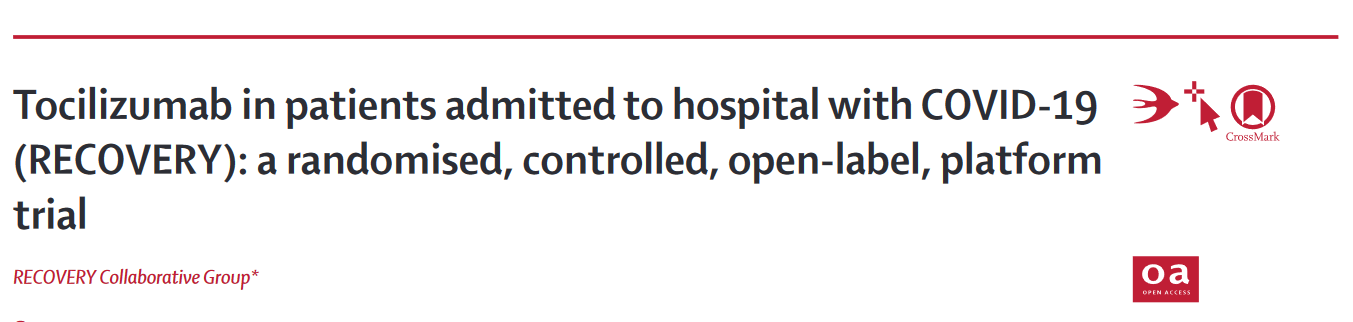 Tocilizumab in patients admitted to hospital with COVID-19
(RECOVERY): a randomised, controlled, open-label, platform
trial
CrossMark
RECOVERY Collaborative Group*
oa
OPEN ACCESS